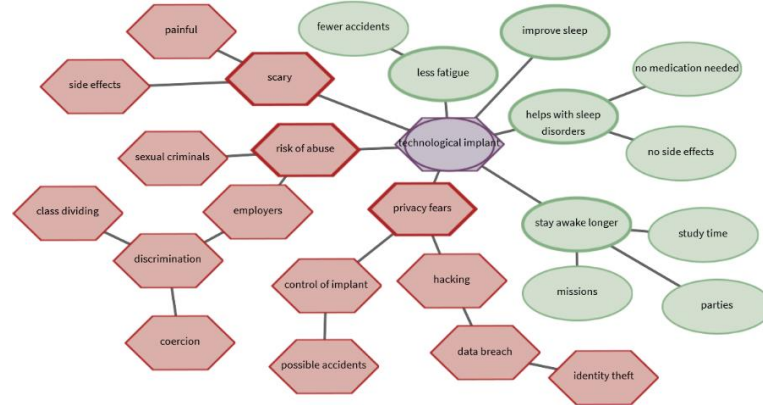 painful
fewer accidents
improve sleep
side effects
scary
less fatigue
no medication needed
helps with sleep
disorders
technological implant
sexual criminals
risk of abuse
no side effects
class dividing
employers
privacy fears
stay awake longer
study time
discrimination
control of implant
hacking
missions
parties
coercion
possible accidents
data breach
identity theft